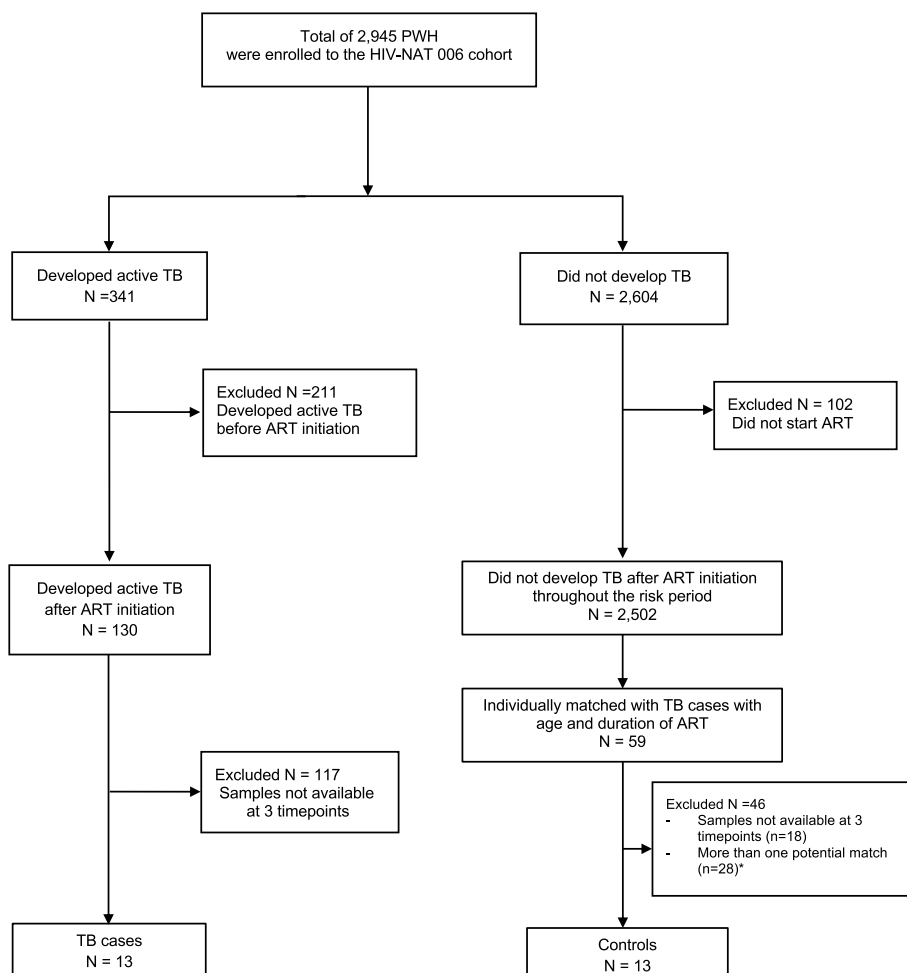 Total of 2,945 PWH
were enrolled to the HIV-NAT 006 cohort
Developed active TB
N =341
Did not develop TB
N = 2,604
Excluded N =211
Developed active TB
before ART initiation
Excluded N = 102
Did not start ART
Developed active TB
after ART initiation
N = 130
Did not develop TB after ART initiation
throughout the risk period
N = 2,502
Individually matched with TB cases with
age and duration of ART
N = 59
Excluded N = 117
Samples not available
at 3 timepoints
Excluded N =46
- Samples not available at 3
timepoints (n=18)
- More than one potential match
(n=28)*
TB cases
N = 13
Controls
N = 13